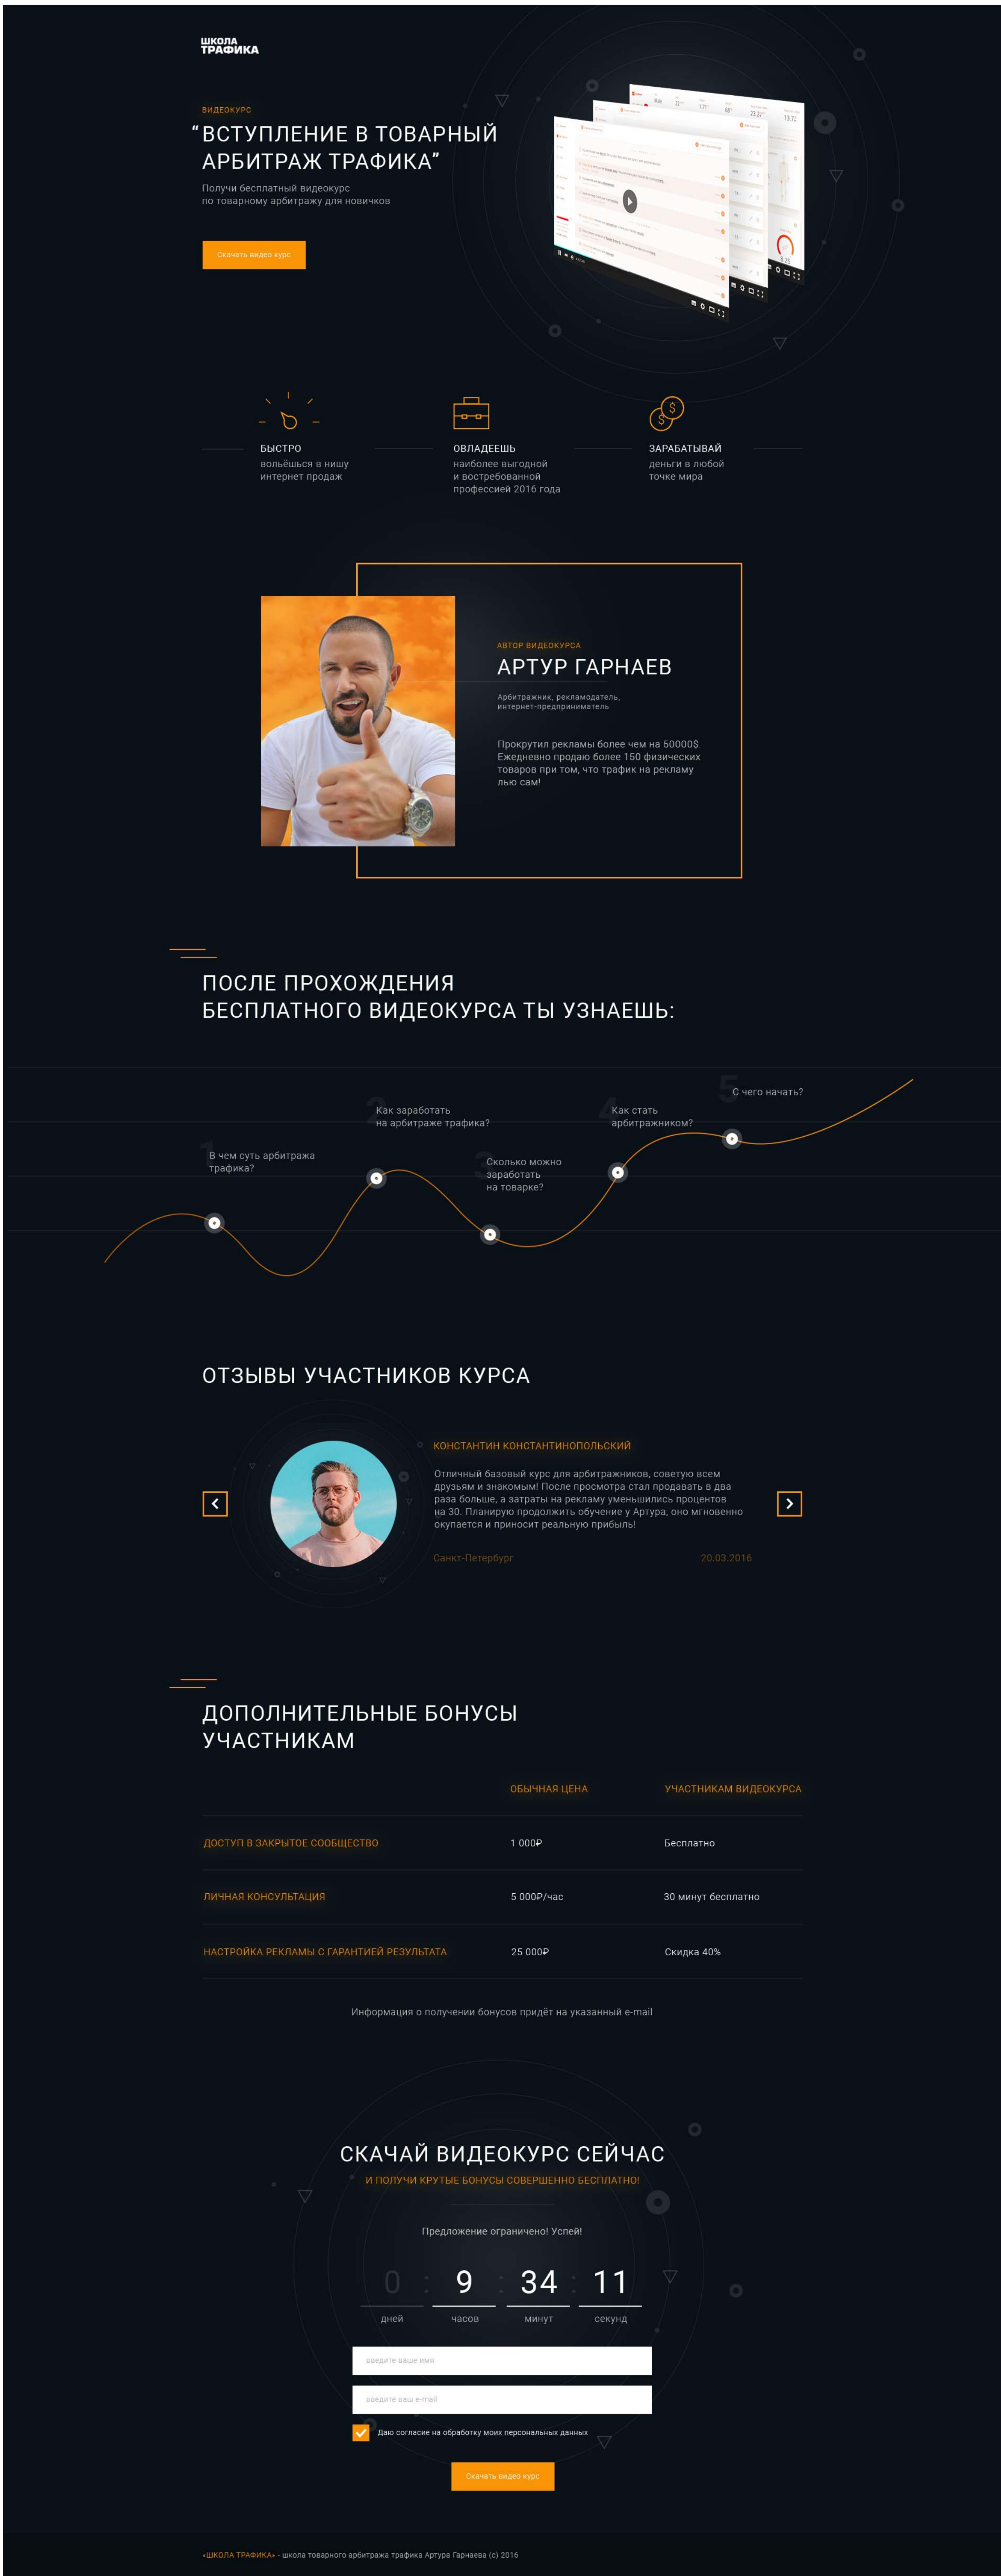 ШКОЛА
ТРАФИКА
ВИДЕОКУРС
“ВСТУПЛЕНИЕ В ТОВАРНЫЙ
АРБИТРАЖ ТРАФИКА”
Получи бесплатный видеокурс
по товарному арбитражу для новичков
Скачать видео курс
БЫСТРО
вольёшься в нишу
интернет продаж
ОВЛАДЕЕШЬ
наиболее выгодной
и востребованной
профессией 2016 года
ЗАРАБАТЫВАЙ
деньги в любой
точке мира
АВТОР ВИДЕОКУРСА
АРТУР ГАРНАЕВ
Арбитражник, рекламодатель,
интернет-предприниматель
Прокрутил рекламы более чем на 50000$.
Ежедневно продаю более 150 физических
товаров при том, что трафик на рекламу
лью сам!
ПОСЛЕ ПРОХОЖДЕНИЯ
БЕСПЛАТНОГО ВИДЕОКУРСА ТЫ УЗНАЕШЬ:
1
В чем суть арбитража
трафика?
2
Как заработать
на арбитраже трафика?
3
Сколько можно
заработать
на товарке?
4
Как стать
арбитражником?
5
С чего начать?
ОТЗЫВЫ УЧАСТНИКОВ КУРСА
КОНСТАНТИН КОНСТАНТИНОПОЛЬСКИЙ
Отличный базовый курс для арбитражников, советую всем
друзьям и знакомым! После просмотра стал продавать в два
раза больше, а затраты на рекламу уменьшились процентов
на 30. Планирую продолжить обучение у Артура, оно мгновенно
окупается и приносит реальную прибыль!
Санкт-Петербург 20.03.2016
ДОПОЛНИТЕЛЬНЫЕ БОНУСЫ
УЧАСТНИКАМ
ОБЫЧНАЯ ЦЕНА УЧАСТНИКАМ ВИДЕОКУРСА
ДОСТУП В ЗАКРЫТОЕ СООБЩЕСТВО 1 000₽ Бесплатно
ЛИЧНАЯ КОНСУЛЬТАЦИЯ 5 000₽/час 30 минут бесплатно
НАСТРОЙКА РЕКЛАМЫ С ГАРАНТИЕЙ РЕЗУЛЬТАТА 25 000₽ Скидка 40%
Информация о получении бонусов придёт на указанный e-mail
СКАЧАЙ ВИДЕОКУРС СЕЙЧАС
И ПОЛУЧИ КРУТЫЕ БОНУСЫ СОВЕРШЕННО БЕСПЛАТНО!
Предложение ограничено! Успей!
0 : 9 : 34 : 11
дней часов минут секунд
введите ваше имя
введите ваш e-mail
Даю согласие на обработку моих персональных данных
Скачать видео курс
«ШКОЛА ТРАФИКА» - школа товарного арбитража трафика Артура Гарнаева (с) 2016